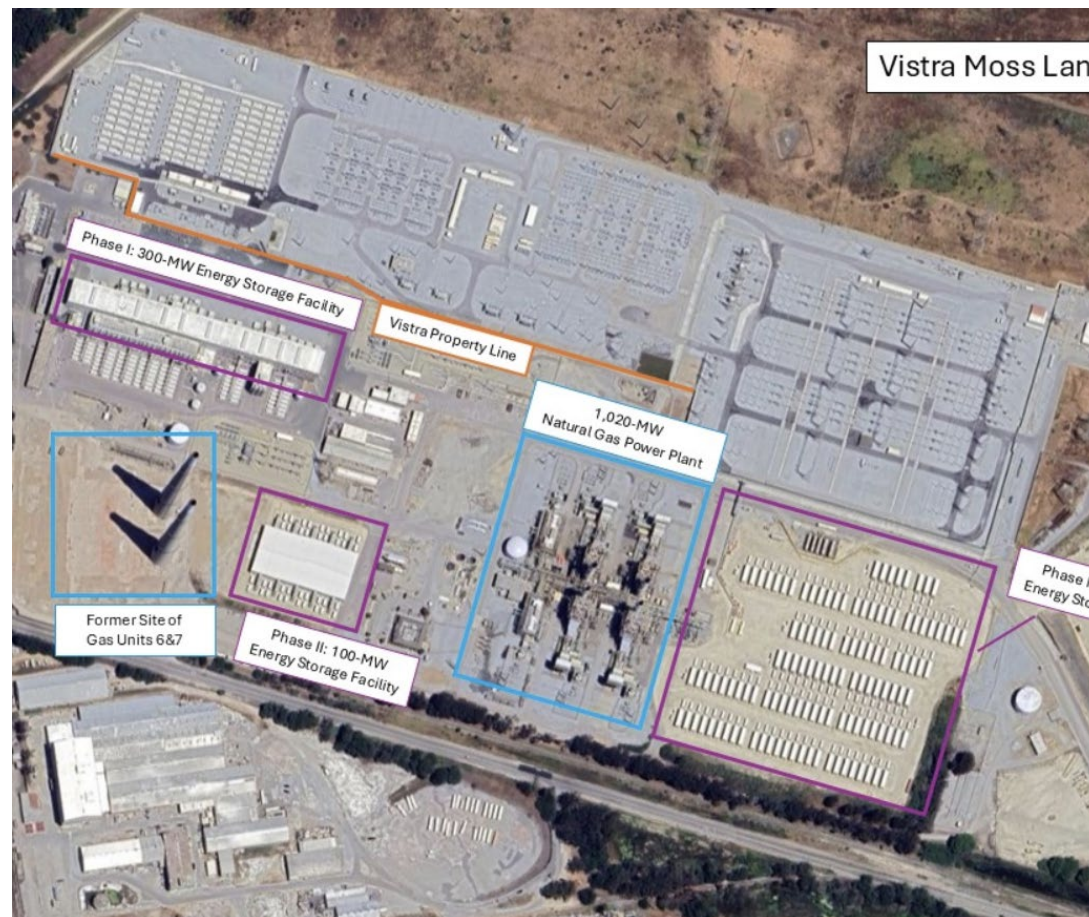 Vistra Moss Lan
Phase I: 300-MW Energy Storage Facility
Vistra Property Line
1,020-MW
Natural Gas Power Plant
Phase
Energy Sto
Former Site of
Gas Units 6&7
Phase II: 100-MW
Energy Storage Facility